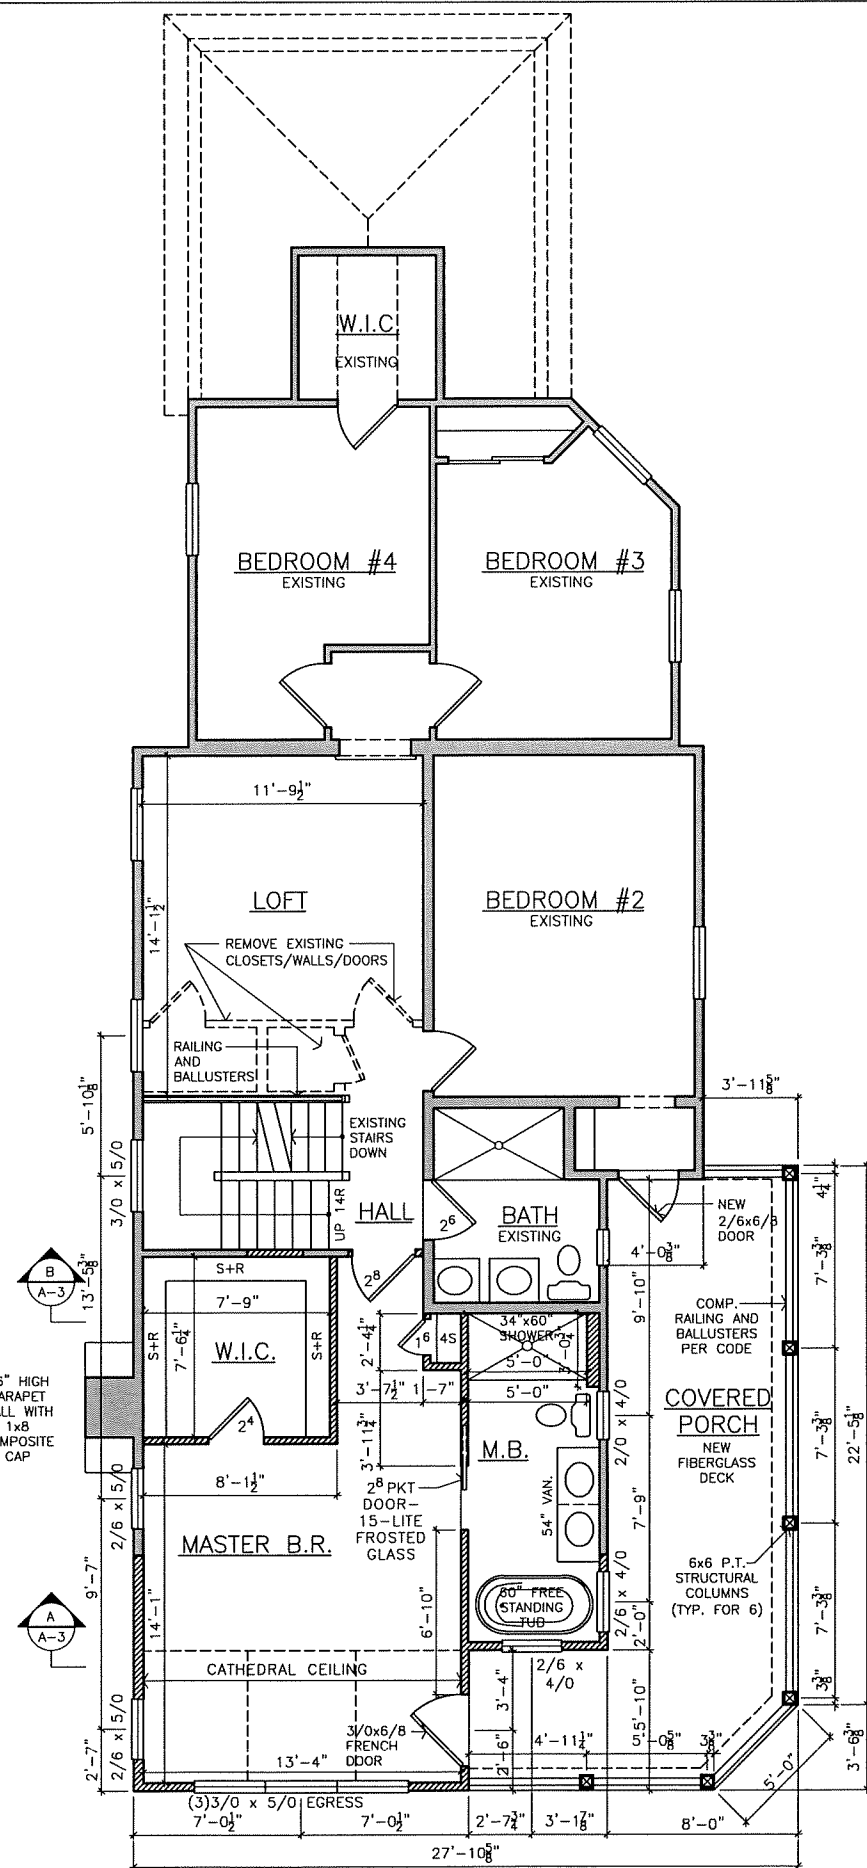 W.I.C
EXISTING
BEDROOM #4
EXISTING
BEDROOM #3
EXISTING
11'-9½"
LOFT
14'-1½"
REMOVE EXISTING
CLOSETS/WALLS/DOORS
BEDROOM #2
EXISTING
RAILING
AND
BALLUSTERS
EXISTING
STAIRS
DOWN
UP 14R
HALL
2⁶
BATH
EXISTING
3'-11⅝"
5'-10⅛"
3/0 x 5/0
13'-5⅜"
B
A-3
NEW
2/6x6/8
DOOR
4'-0⅜"
4½"
7'-3⅜"
9'-10"
COMP.
RAILING AND
BALLUSTERS
PER CODE
S+R
7'-9"
2⁸
S+R
7'-6¼"
W.I.C.
S+R
2⁴
2'-4¼"
1⁶
4S
34"x60"
SHOWER
5'-0"
3'-7½"
1'-7"
5'-0"
3'-11¾"
2/0 x 4/0
COVERED
PORCH
NEW
FIBERGLASS
DECK
7'-3⅜"
22'-5⅛"
6" HIGH
ARAPET
ALL WITH
1x8
MPOSITE
CAP
M.B.
54" VAN.
2⁸ PKT
DOOR-
15-LITE
FROSTED
GLASS
8'-1½"
2/6 x 5/0
7'-9"
MASTER B.R.
9'-7"
6x6 P.T.
STRUCTURAL
COLUMNS
(TYP. FOR 6)
A
A-3
14'-1"
6'-10"
60" FREE
STANDING
TUB
2/6 x 4/0
2'-0"
7'-3⅜"
3⅜"
CATHEDRAL CEILING
2/6 x
4/0
3'-4"
15'-10"
2/6 x 5/0
2'-7"
3/0x6/8
FRENCH
DOOR
2'-6"
4'-11¼"
5'-0⅝"
3⅜"
3'-6⅜"
5'-0"
13'-4"
(3)3/0 x 5/0 EGRESS
7'-0½"
7'-0½"
2'-7¾"
3'-1⅞"
8'-0"
27'-10⅝"